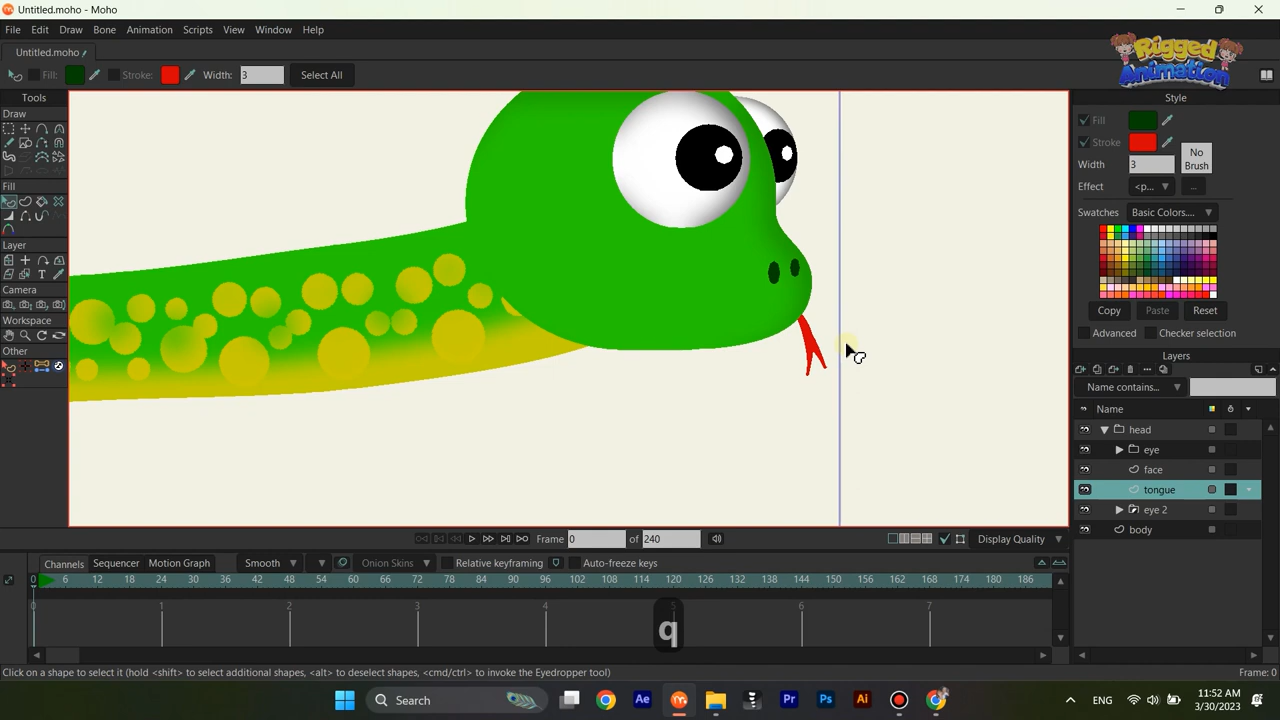 Untitled.moho - Moho
File Edit Draw Bone Animation Scripts View Window Help
Untitled.moho
Rigged
Animation
Fill: Stroke: Width: 3 Select All
Tools
Draw
Fill
Layer
Camera
Workspace
Other
Style
Fill
Stroke
No
Brush
Width 3
Effect <p... ...
Swatches Basic Colors....
Copy Paste Reset
Advanced Checker selection
Layers
Name contains...
Name
head
eye
face
tongue
eye 2
body
Frame 0 of 240 Display Quality
Channels Sequencer Motion Graph Smooth Onion Skins Relative keyframing Auto-freeze keys
0 6 12 18 24 30 36 42 48 54 60 66 72 78 84 90 96 102 108 114 120 126 132 138 144 150 156 162 168 174 180 186
0 1 2 3 4 5 6 7
q
Click on a shape to select it (hold <shift> to select additional shapes, <alt> to deselect shapes, <cmd/ctrl> to invoke the Eyedropper tool) Frame: 0
Search Ae Pr Ps Ai ENG 11:52 AM
3/30/2023